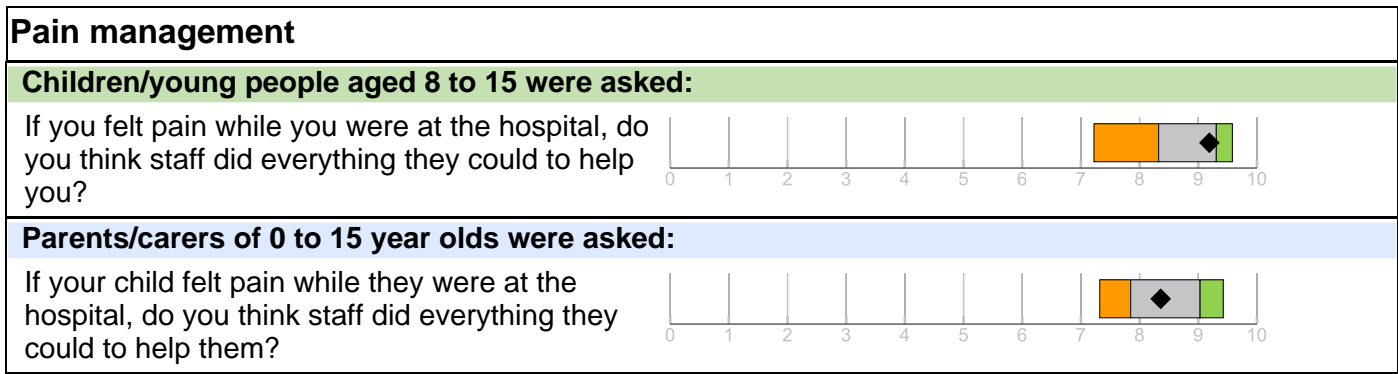 Pain management
Children/young people aged 8 to 15 were asked:
If you felt pain while you were at the hospital, do
you think staff did everything they could to help
you?
0 1 2 3 4 5 6 7 8 9 10
Parents/carers of 0 to 15 year olds were asked:
If your child felt pain while they were at the
hospital, do you think staff did everything they
could to help them?
0 1 2 3 4 5 6 7 8 9 10